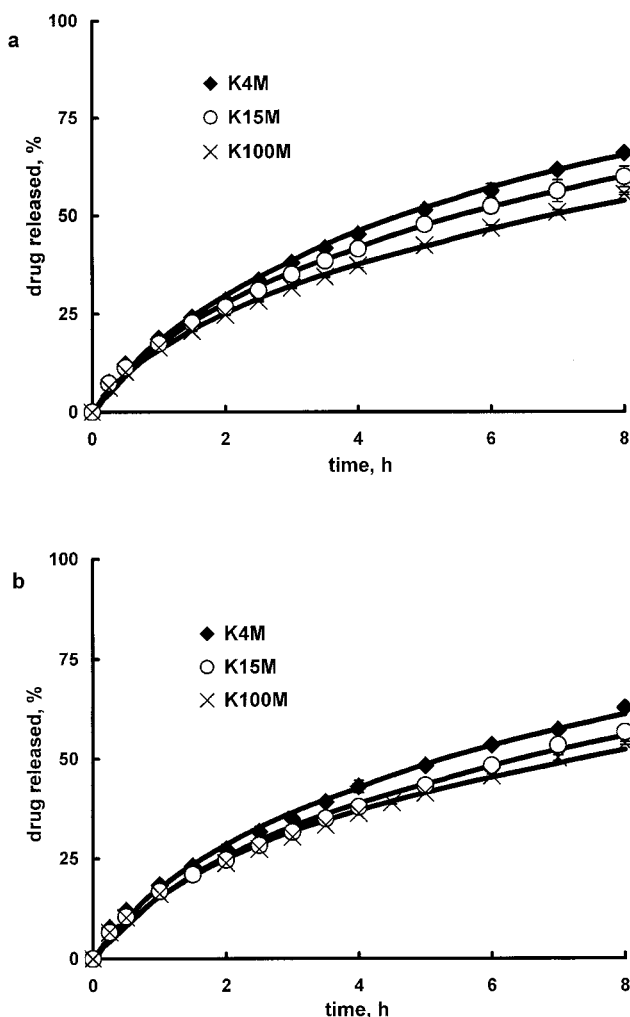 a
100
75
50
25
0
drug released, %
K4M
K15M
K100M
0 2 4 6 8
time, h
b
100
75
50
25
0
drug released, %
K4M
K15M
K100M
0 2 4 6 8
time, h